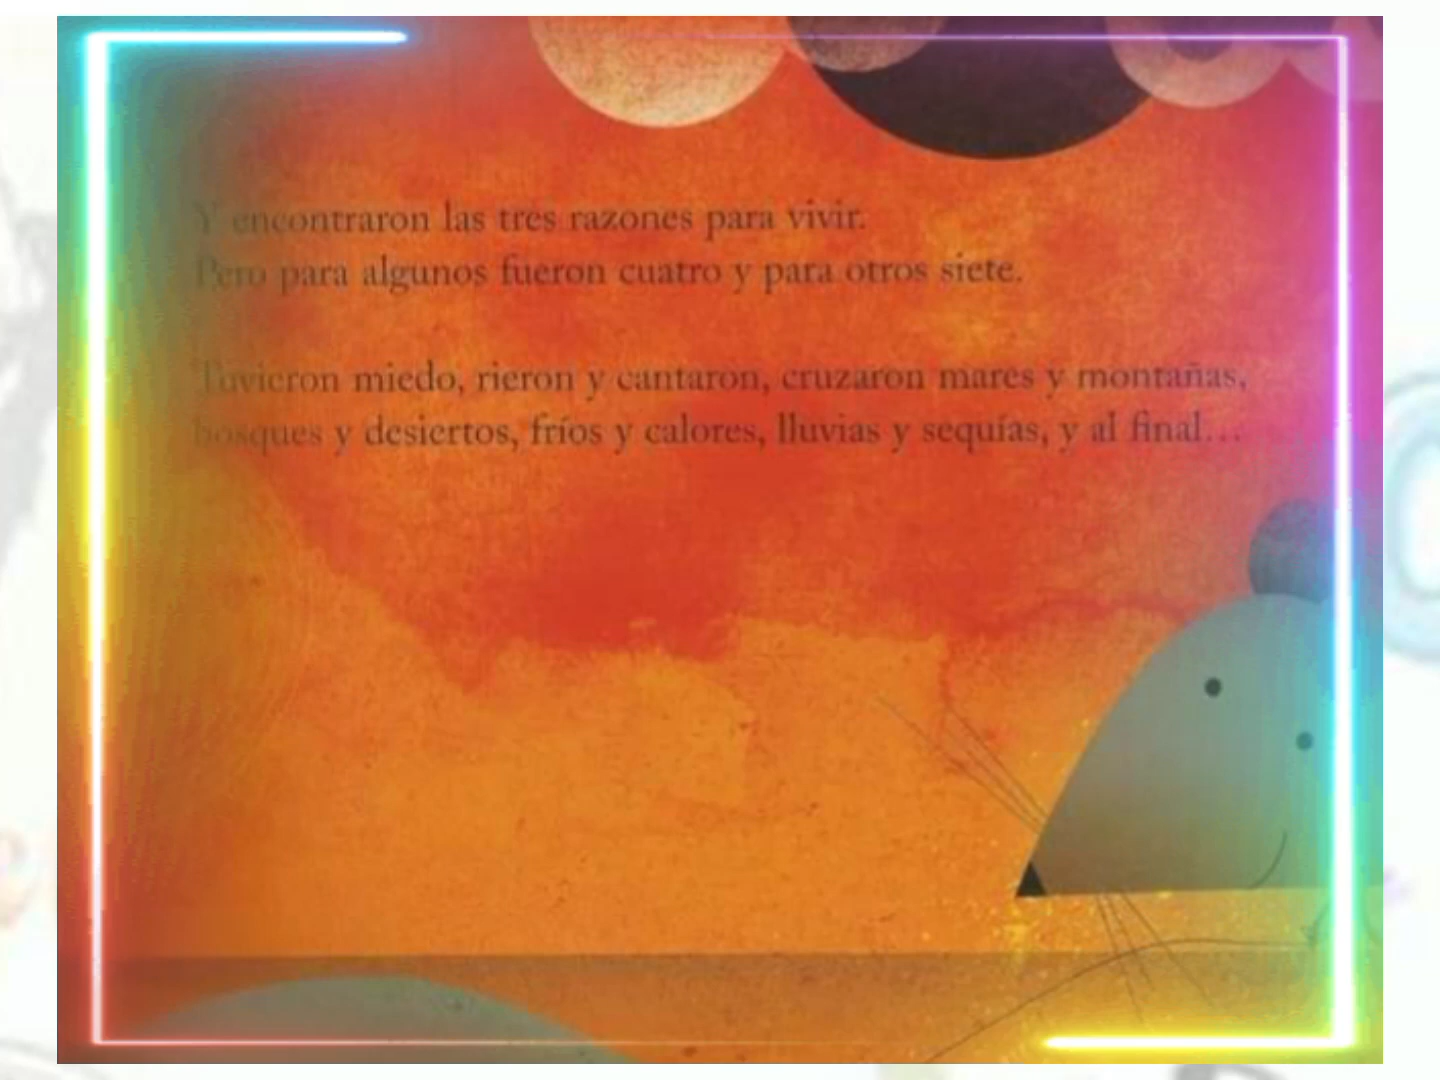 Y encontraron las tres razones para vivir.
Pero para algunos fueron cuatro y para otros siete.
Tuvieron miedo, rieron y cantaron, cruzaron mares y montañas,
bosques y desiertos, fríos y calores, lluvias y sequías, y al final...